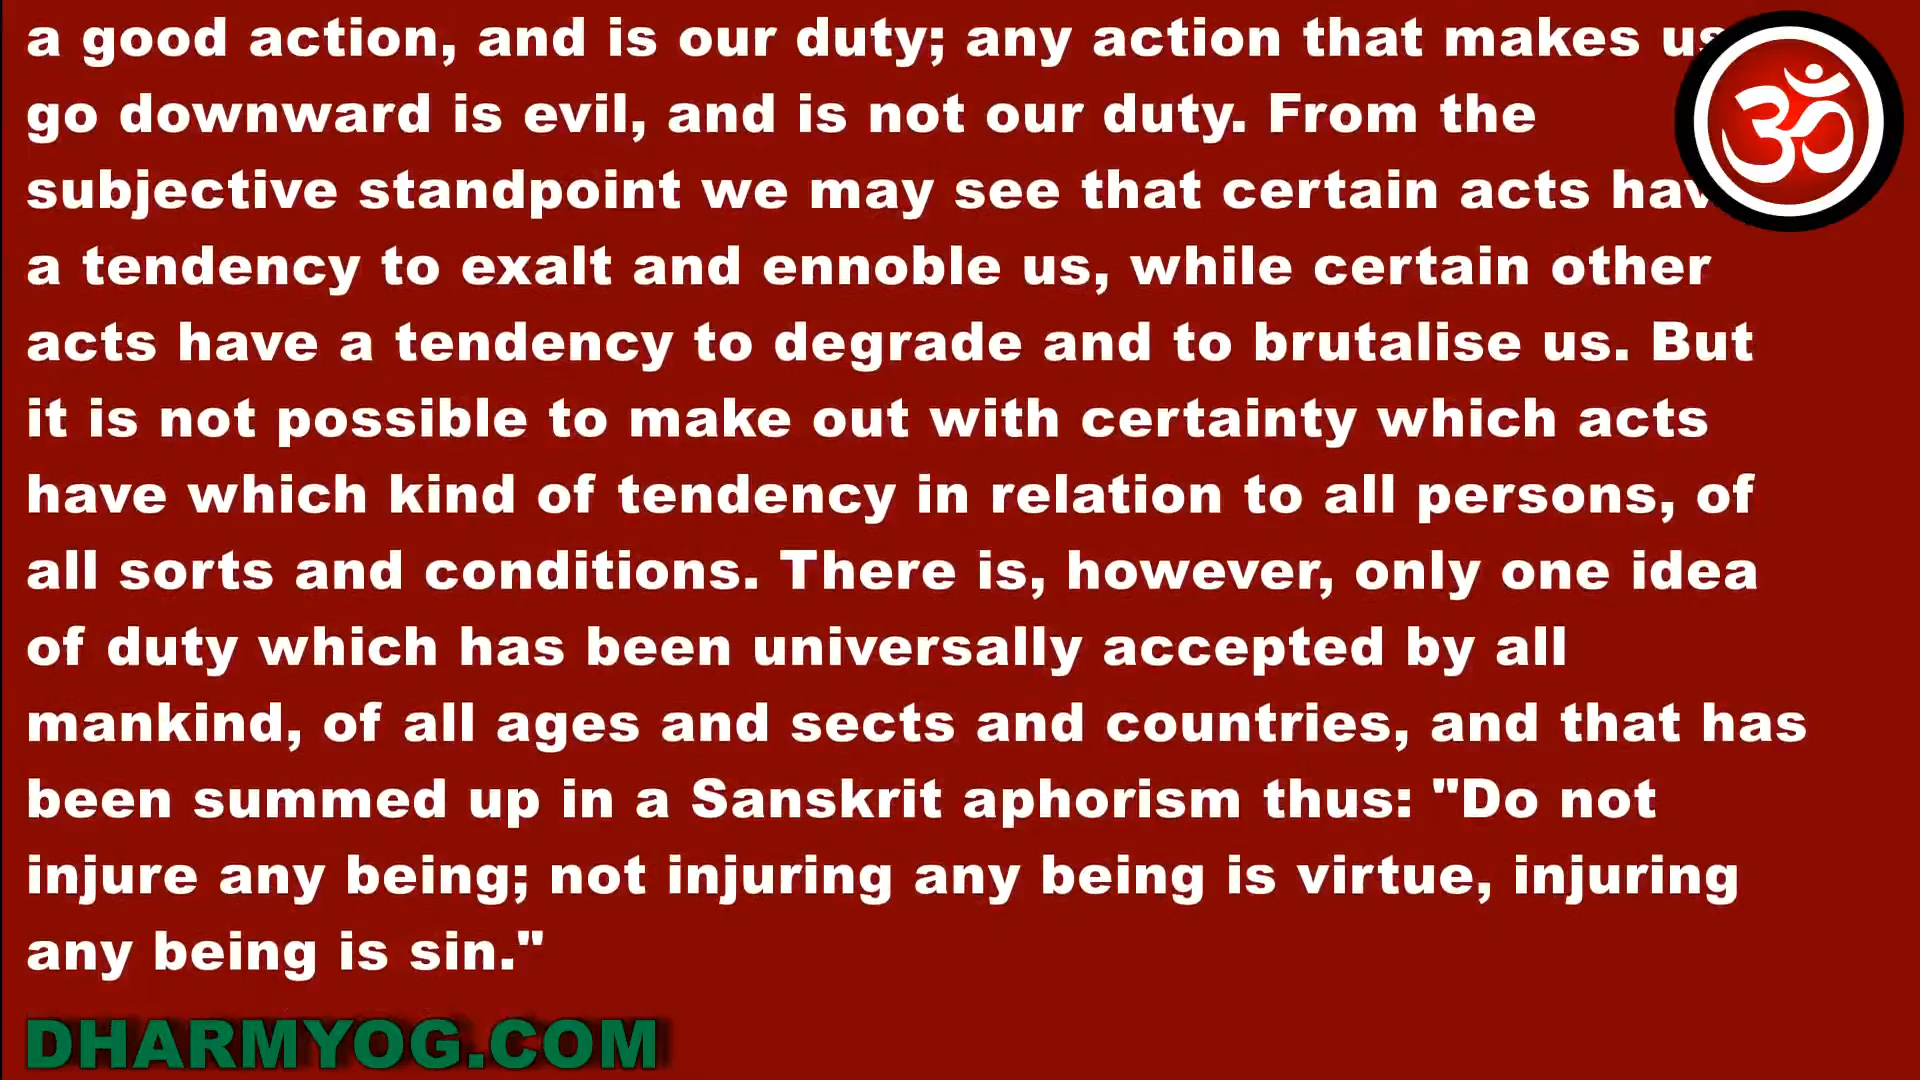 a good action, and is our duty; any action that makes us
go downward is evil, and is not our duty. From the
subjective standpoint we may see that certain acts have
a tendency to exalt and ennoble us, while certain other
acts have a tendency to degrade and to brutalise us. But
it is not possible to make out with certainty which acts
have which kind of tendency in relation to all persons, of
all sorts and conditions. There is, however, only one idea
of duty which has been universally accepted by all
mankind, of all ages and sects and countries, and that has
been summed up in a Sanskrit aphorism thus: "Do not
injure any being; not injuring any being is virtue, injuring
any being is sin."
ॐ
DHARMYOG.COM